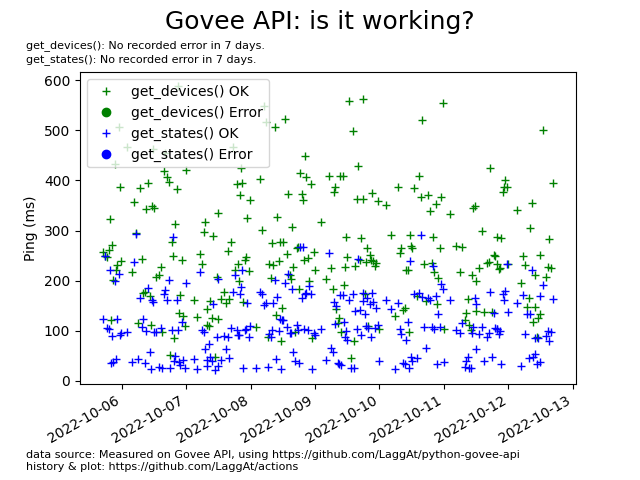 Govee API: is it working?
get_devices(): No recorded error in 7 days.
get_states(): No recorded error in 7 days.
get_devices() OK
get_devices() Error
get_states() OK
get_states() Error
Ping (ms)
600
500
400
300
200
100
0
2022-10-06
2022-10-07
2022-10-08
2022-10-09
2022-10-10
2022-10-11
2022-10-12
2022-10-13
data source: Measured on Govee API, using https://github.com/LaggAt/python-govee-api
history & plot: https://github.com/LaggAt/actions